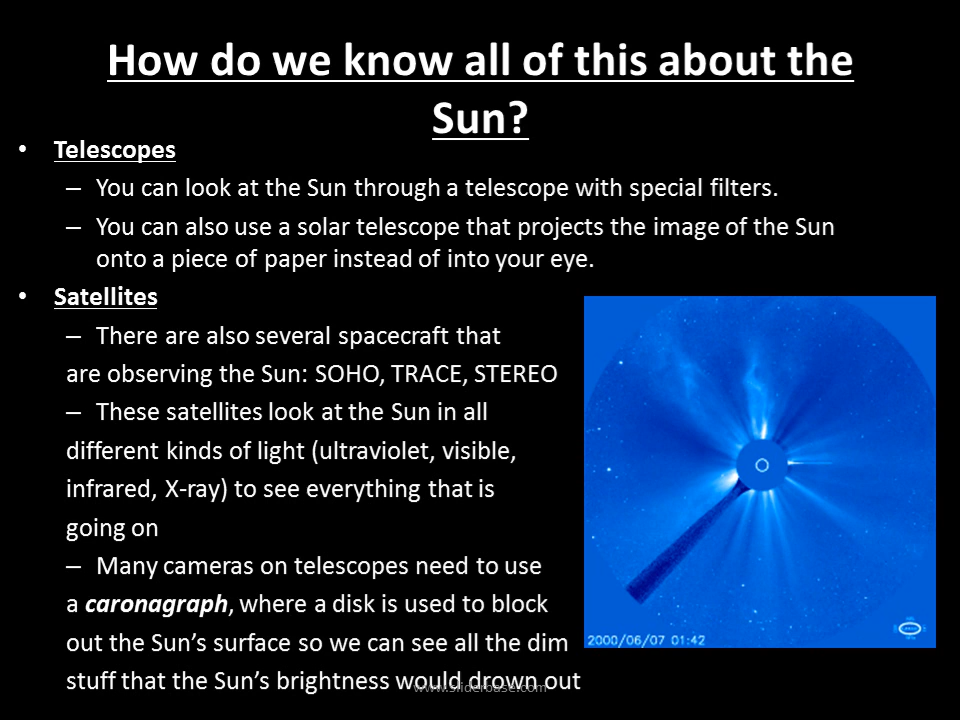 How do we know all of this about the
Sun?
• Telescopes
– You can look at the Sun through a telescope with special filters.
– You can also use a solar telescope that projects the image of the Sun
onto a piece of paper instead of into your eye.
• Satellites
– There are also several spacecraft that
are observing the Sun: SOHO, TRACE, STEREO
– These satellites look at the Sun in all
different kinds of light (ultraviolet, visible,
infrared, X-ray) to see everything that is
going on
– Many cameras on telescopes need to use
a caronagraph, where a disk is used to block
out the Sun’s surface so we can see all the dim
stuff that the Sun’s brightness would drown out
2000/06/07 01:42
www.sliderbase.com